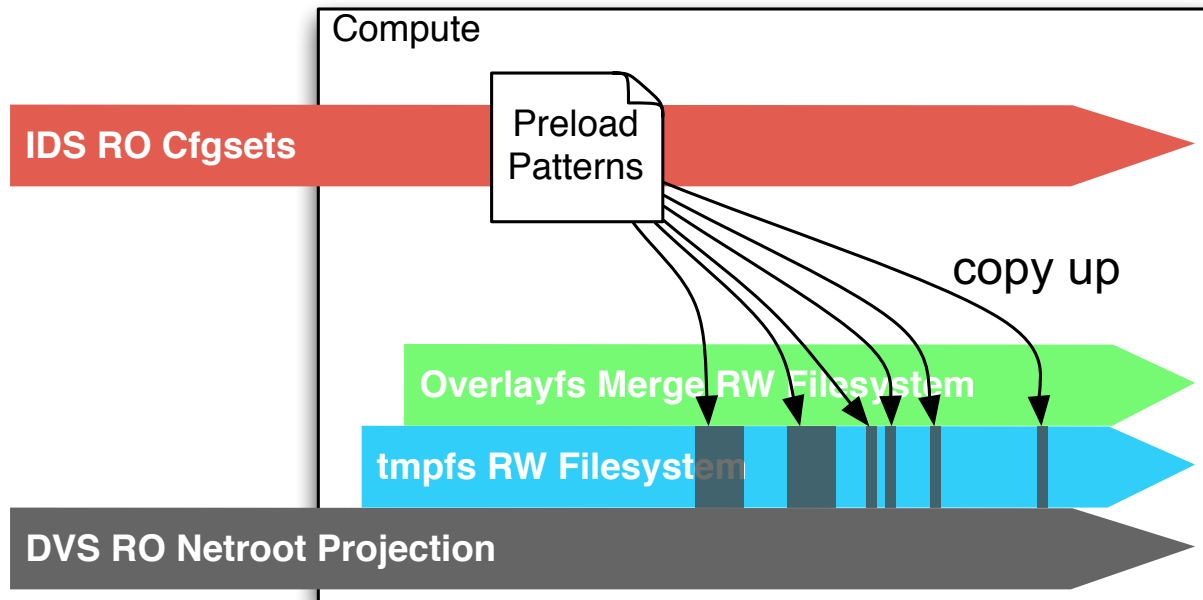 Compute
IDS RO Cfgsets
Preload
Patterns
copy up
Overlayfs Merge RW Filesystem
tmpfs RW Filesystem
DVS RO Netroot Projection